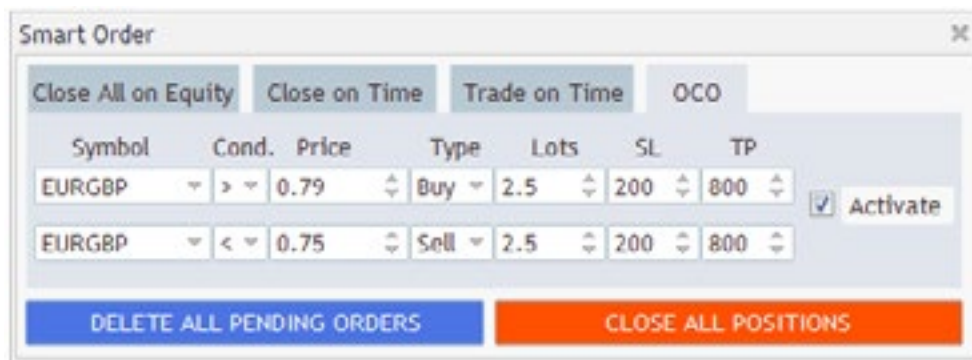 Smart Order
Close All on Equity Close on Time Trade on Time OCO
Symbol Cond. Price Type Lots SL TP
EURGBP > 0.79 Buy 2.5 200 800
Activate
EURGBP < 0.75 Sell 2.5 200 800
DELETE ALL PENDING ORDERS CLOSE ALL POSITIONS